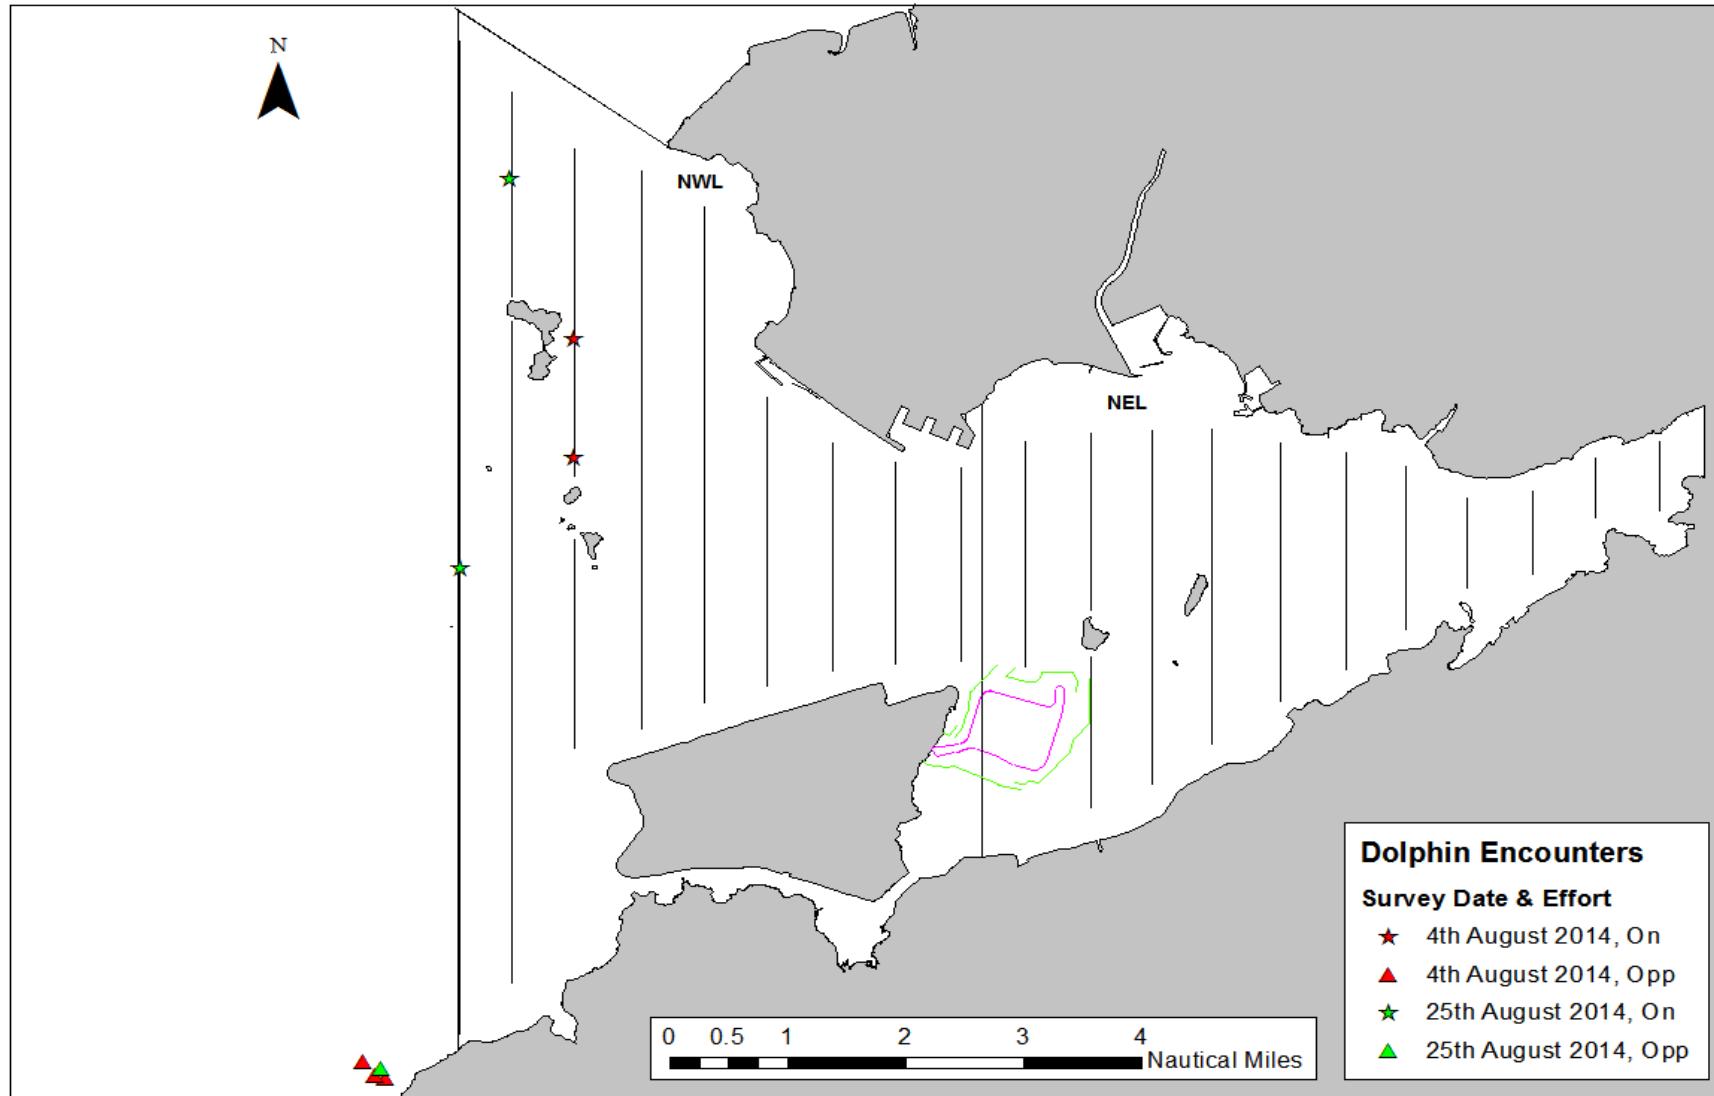 N
NWL
NEL
Dolphin Encounters
Survey Date & Effort
4th August 2014, On
4th August 2014, Opp
25th August 2014, On
25th August 2014, Opp
0 0.5 1 2 3 4
Nautical Miles